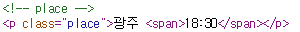 <!-- place -->
<p class="place">광주 <span>18:30</span></p>